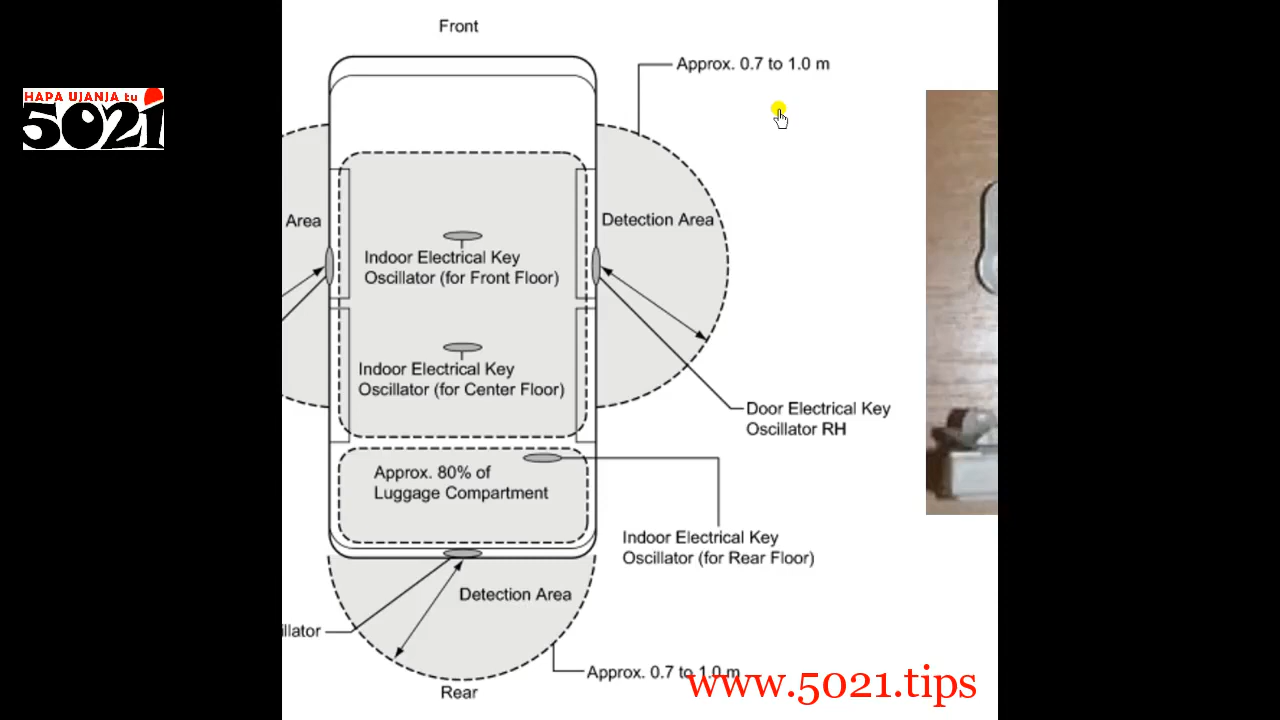 Front
Approx. 0.7 to 1.0 m
HAPA UJANJA tu
5021
Area
Detection Area
Indoor Electrical Key
Oscillator (for Front Floor)
Indoor Electrical Key
Oscillator (for Center Floor)
Door Electrical Key
Oscillator RH
Approx. 80% of
Luggage Compartment
Indoor Electrical Key
Oscillator (for Rear Floor)
Detection Area
illator
Approx. 0.7 to 1.0 m
www.5021.tips
Rear